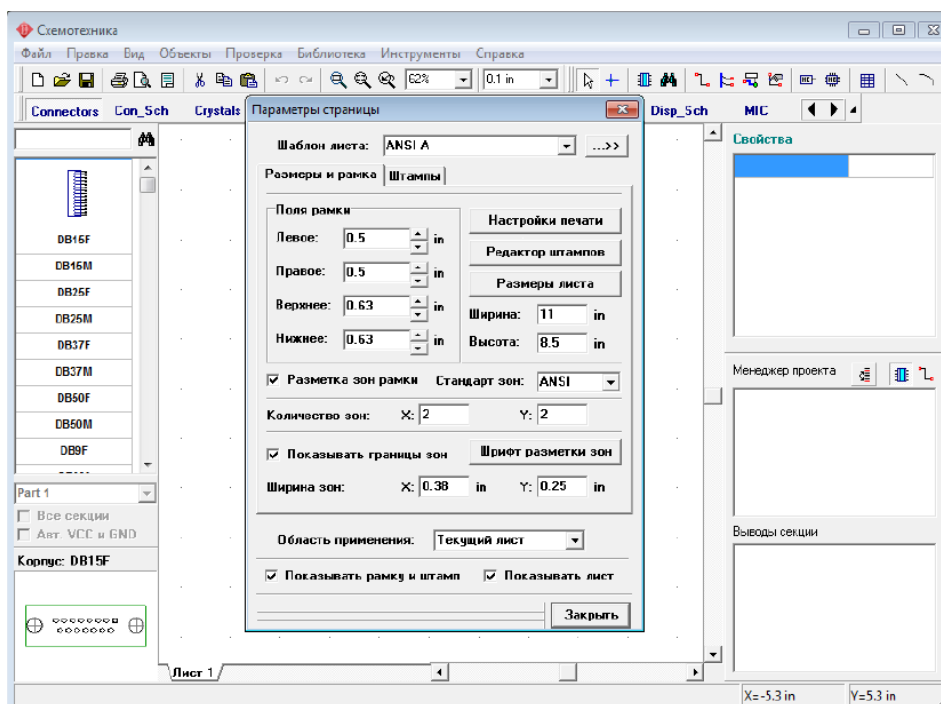 Схемотехника
Файл Правка Вид Объекты Проверка Библиотека Инструменты Справка
62% 0.1 in
Connectors Con_Sch Crystals Disp_Sch MIC
Параметры страницы
Шаблон листа: ANSI A ...>>
Размеры и рамка Штампы
Поля рамки
Левое: 0.5 in
Правое: 0.5 in
Верхнее: 0.63 in
Нижнее: 0.63 in
Настройки печати
Редактор штампов
Размеры листа
Ширина: 11 in
Высота: 8.5 in
Разметка зон рамки Стандарт зон: ANSI
Количество зон: X: 2 Y: 2
Показывать границы зон Шрифт разметки зон
Ширина зон: X: 0.38 in Y: 0.25 in
Область применения: Текущий лист
Показывать рамку и штамп Показывать лист
Закрыть
DB15F
DB15M
DB25F
DB25M
DB37F
DB37M
DB50F
DB50M
DB9F
Part 1
Все секции
Авт. VCC и GND
Корпус: DB15F
Свойства
Менеджер проекта
Выводы секции
Лист 1
X=-5.3 in Y=5.3 in